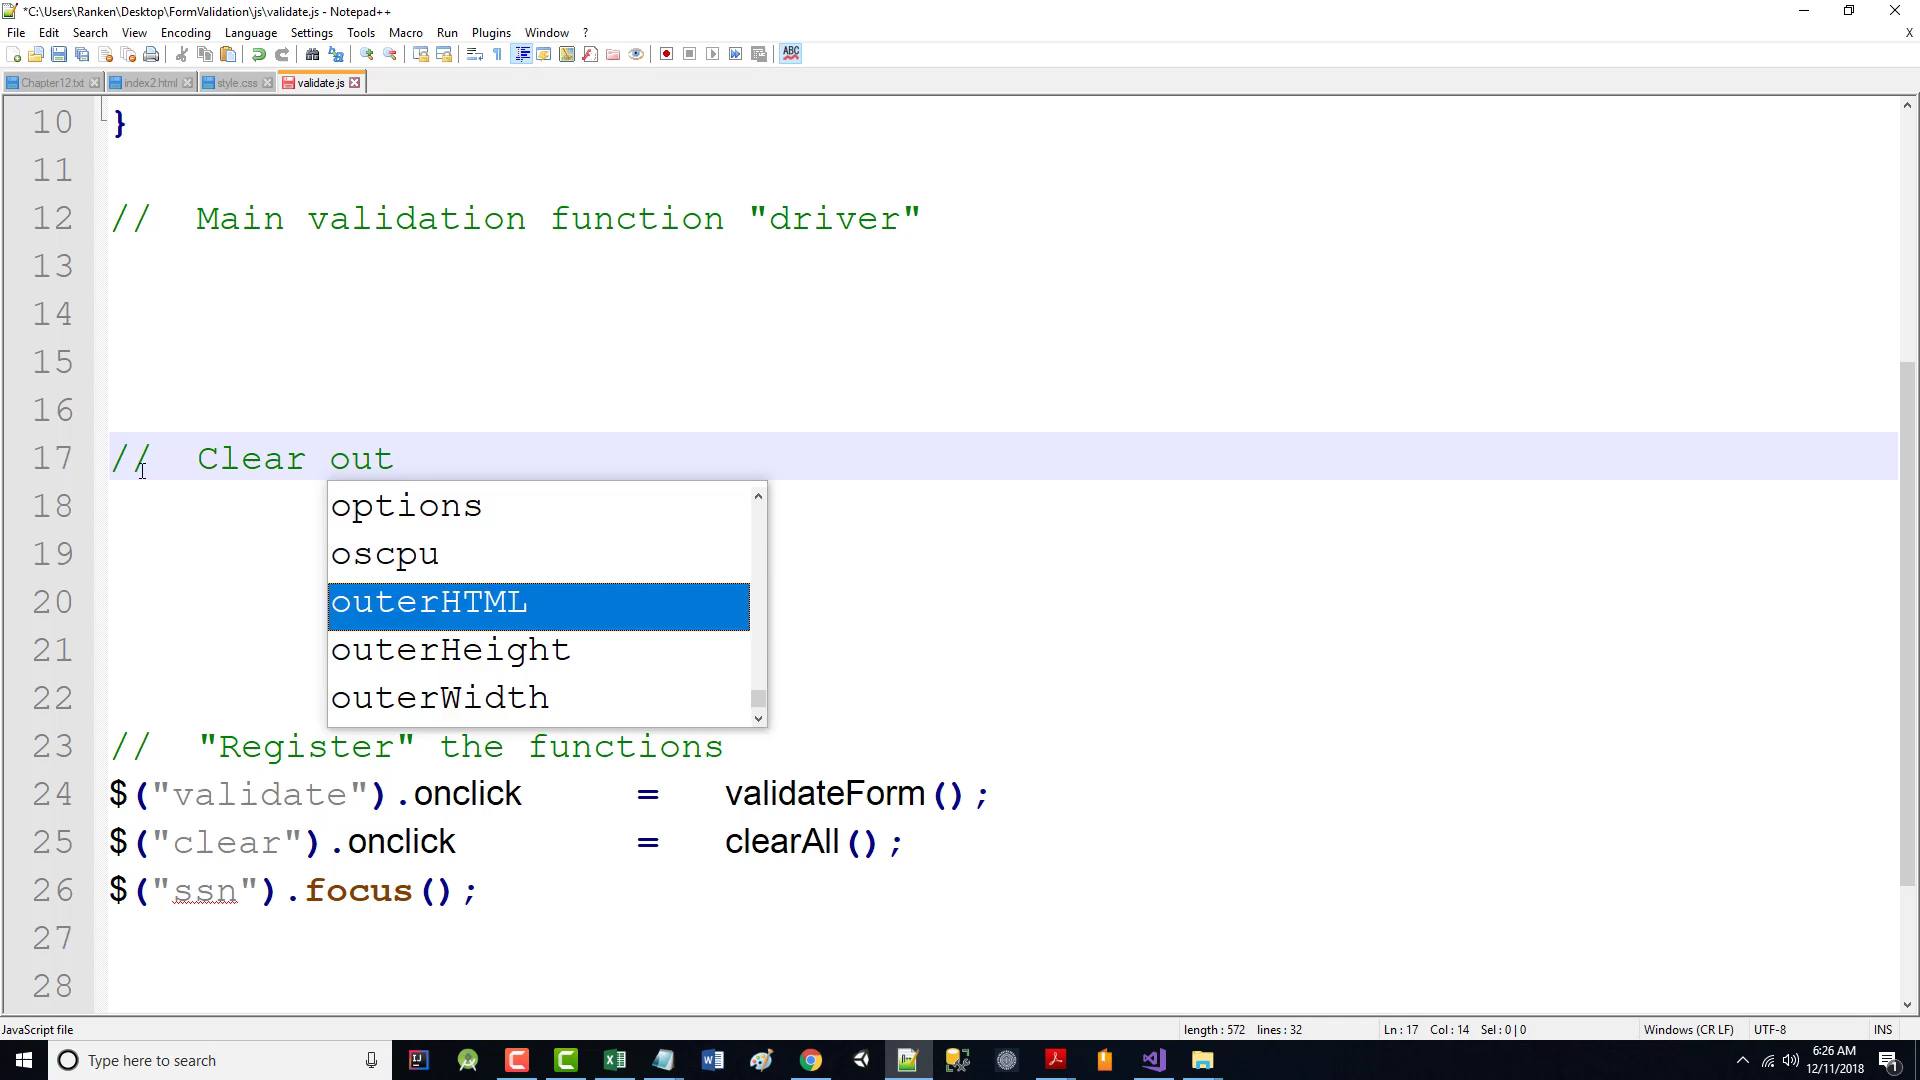 *C:\Users\Ranken\Desktop\FormValidation\js\validate.js - Notepad++
File Edit Search View Encoding Language Settings Tools Macro Run Plugins Window ? X
Chapter12.txt index2.html style.css validate.js
10 }
11
12 // Main validation function "driver"
13
14
15
16
17 // Clear out
18 options
19 oscpu
20 outerHTML
21 outerHeight
22 outerWidth
23 // "Register" the functions
24 $("validate").onclick = validateForm();
25 $("clear").onclick = clearAll();
26 $("ssn").focus();
27
28
JavaScript file length : 572 lines : 32 Ln : 17 Col : 14 Sel : 0 | 0 Windows (CR LF) UTF-8 INS
Type here to search
6:26 AM
12/11/2018